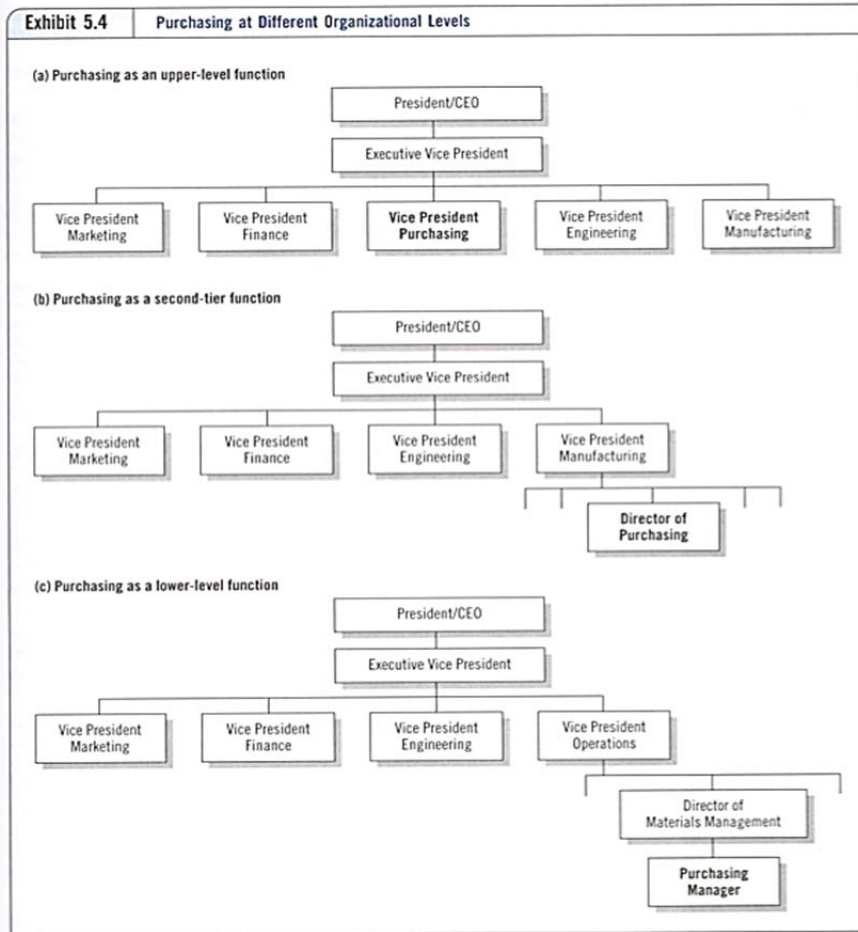 Exhibit 5.4 Purchasing at Different Organizational Levels
(a) Purchasing as an upper-level function
President/CEO
Executive Vice President
Vice President
Marketing
Vice President
Finance
Vice President
Purchasing
Vice President
Engineering
Vice President
Manufacturing
(b) Purchasing as a second-tier function
President/CEO
Executive Vice President
Vice President
Marketing
Vice President
Finance
Vice President
Engineering
Vice President
Manufacturing
Director of
Purchasing
(c) Purchasing as a lower-level function
President/CEO
Executive Vice President
Vice President
Marketing
Vice President
Finance
Vice President
Engineering
Vice President
Operations
Director of
Materials Management
Purchasing
Manager